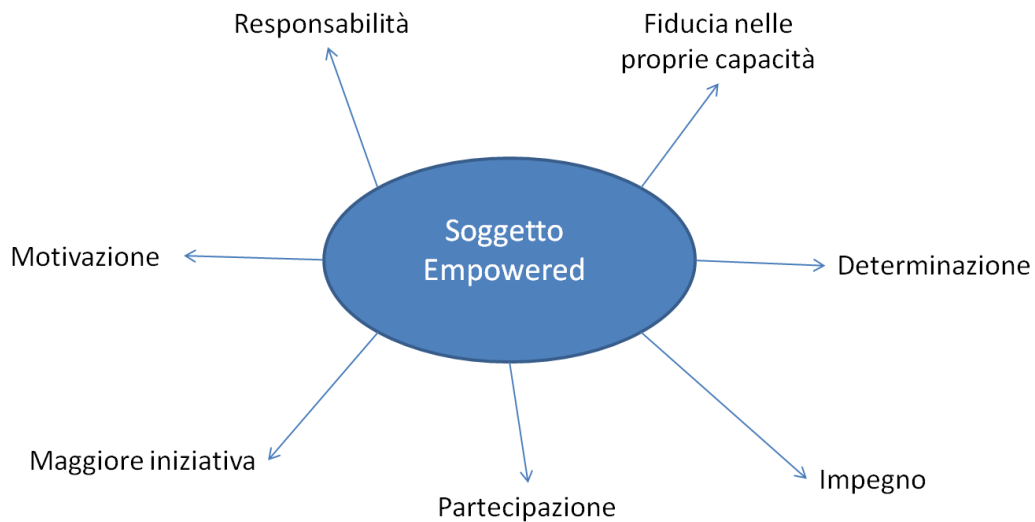 Responsabilità
Fiducia nelle
proprie capacità
Soggetto
Empowered
Motivazione
Determinazione
Maggiore iniziativa
Partecipazione
Impegno